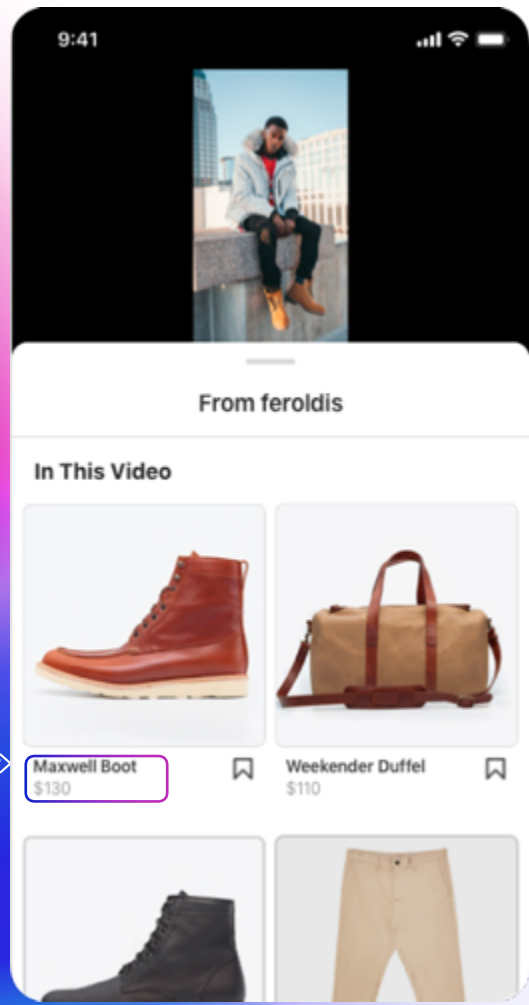 9:41
From feroldis
In This Video
Maxwell Boot
$130
Weekender Duffel
$110